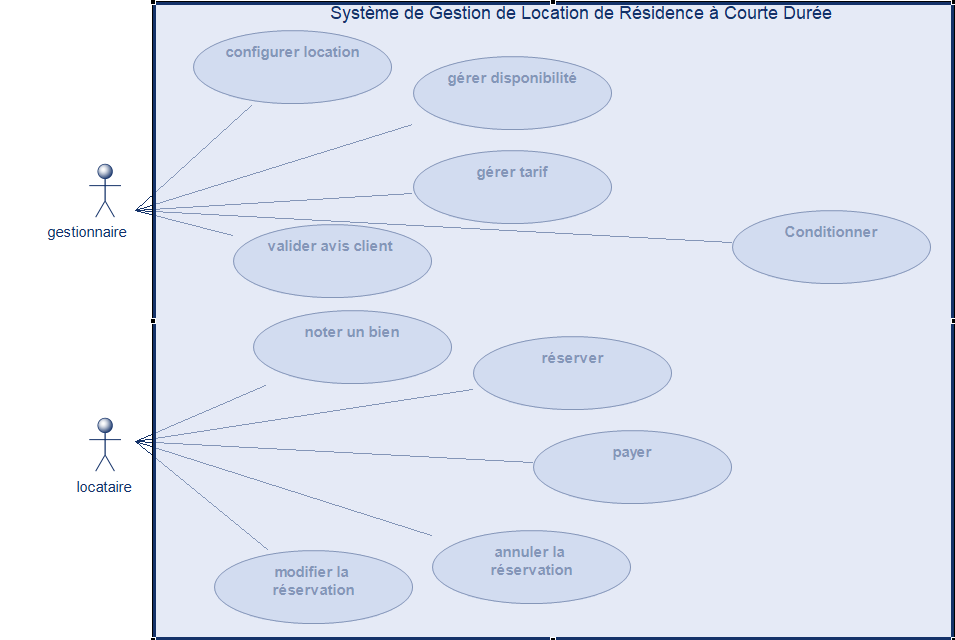 Système de Gestion de Location de Résidence à Courte Durée
configurer location
gérer disponibilité
gérer tarif
gestionnaire
Conditionner
valider avis client
noter un bien
réserver
payer
locataire
annuler la
réservation
modifier la
réservation